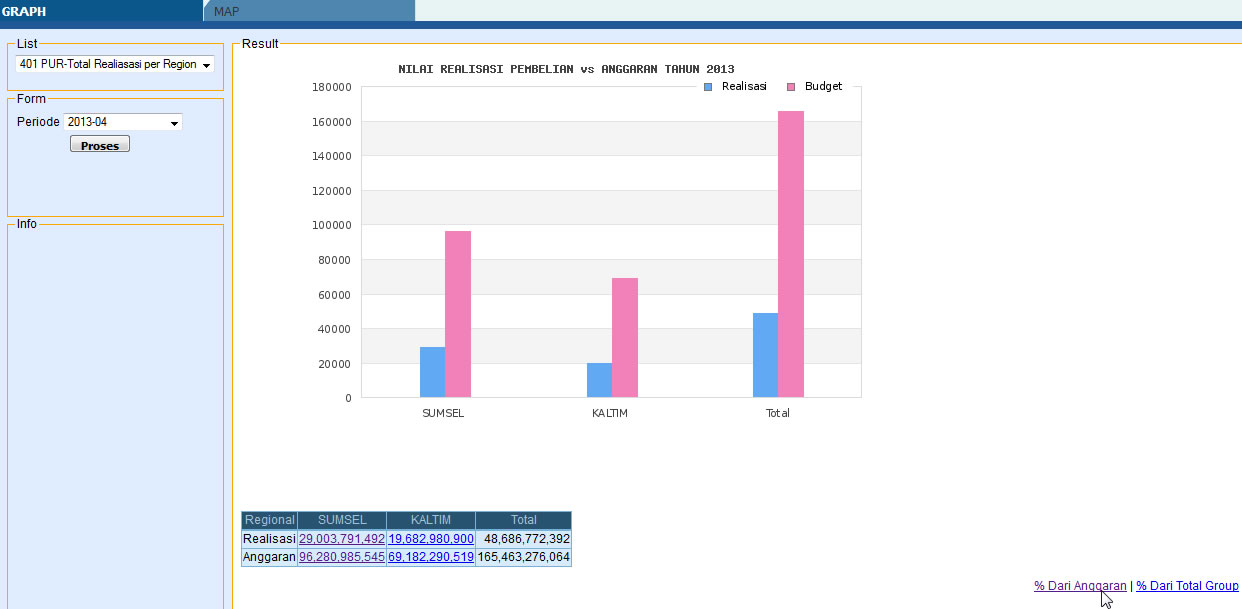 GRAPH MAP
List
401 PUR-Total Realiasasi per Region
Form
Periode 2013-04
Proses
Info
Result
NILAI REALISASI PEMBELIAN vs ANGGARAN TAHUN 2013
Realisasi Budget
180000
160000
140000
120000
100000
80000
60000
40000
20000
0
SUMSEL KALTIM Total
Regional SUMSEL KALTIM Total
Realisasi 29,003,791,492 19,682,980,900 48,686,772,392
Anggaran 96,280,985,545 69,182,290,519 165,463,276,064
% Dari Anggaran | % Dari Total Group